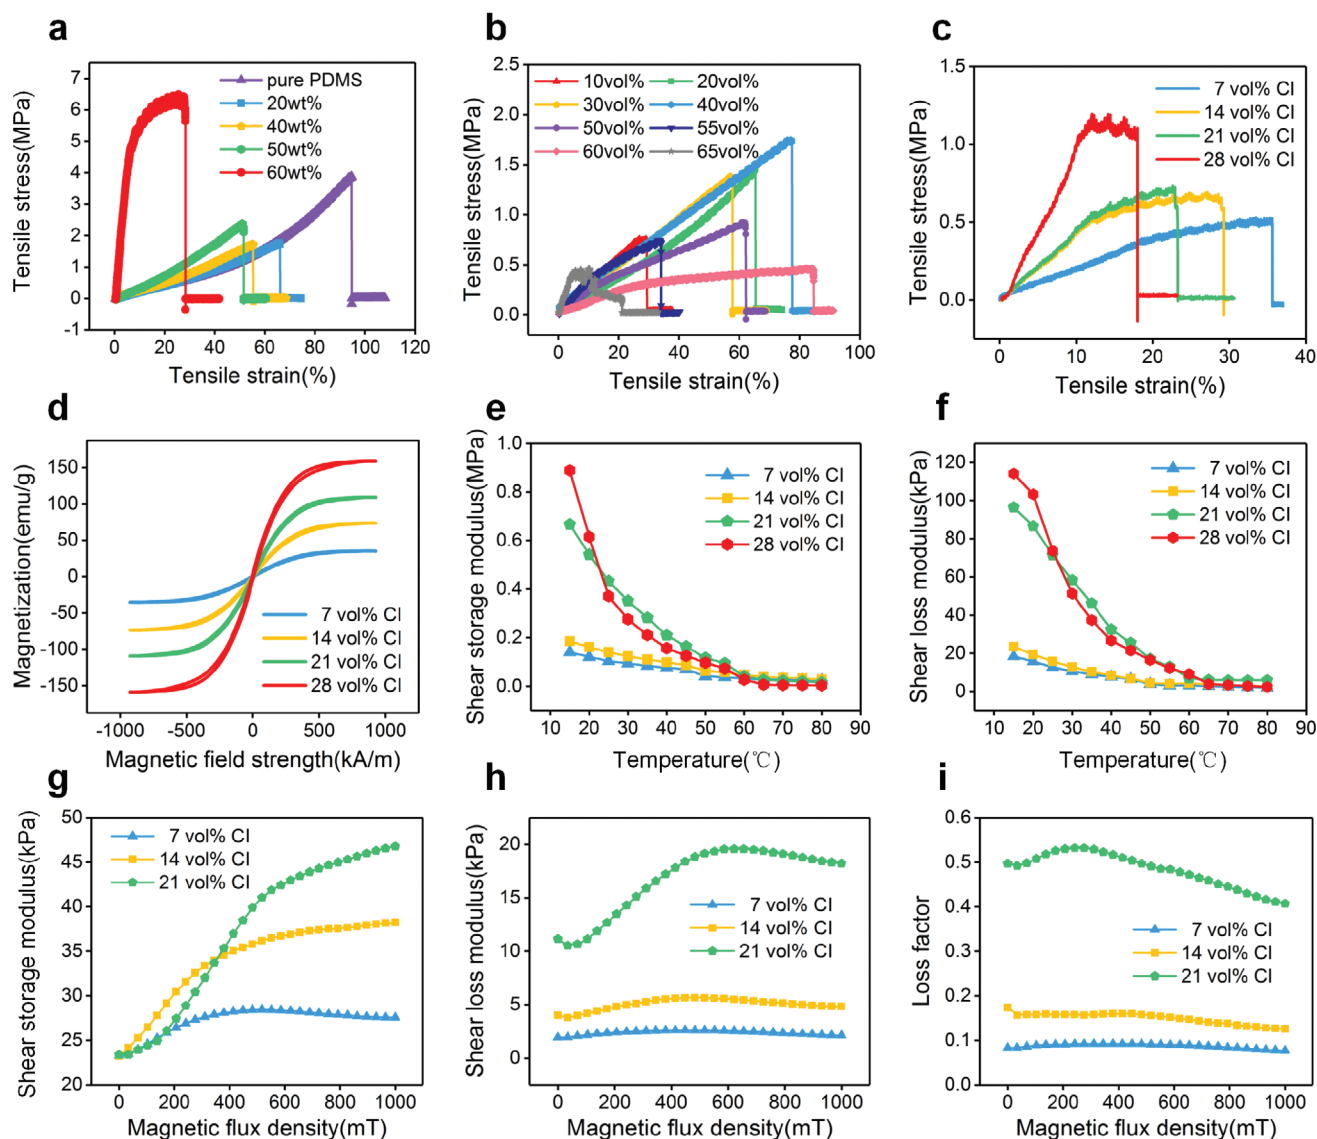 a
Tensile stress(MPa)
7
6
5
4
3
2
1
0
-1
pure PDMS
20wt%
40wt%
50wt%
60wt%
0 20 40 60 80 100 120
Tensile strain(%)
b
Tensile stress(MPa)
2.5
2.0
1.5
1.0
0.5
0.0
10vol% 20vol%
30vol% 40vol%
50vol% 55vol%
60vol% 65vol%
0 20 40 60 80 100
Tensile strain(%)
c
Tensile stress(MPa)
1.5
1.0
0.5
0.0
7 vol% CI
14 vol% CI
21 vol% CI
28 vol% CI
0 10 20 30 40
Tensile strain(%)
d
Magnetization(emu/g)
150
100
50
0
-50
-100
-150
7 vol% CI
14 vol% CI
21 vol% CI
28 vol% CI
-1000 -500 0 500 1000
Magnetic field strength(kA/m)
e
Shear storage modulus(MPa)
1.0
0.8
0.6
0.4
0.2
0.0
7 vol% CI
14 vol% CI
21 vol% CI
28 vol% CI
10 20 30 40 50 60 70 80 90
Temperature(℃)
f
Shear loss modulus(kPa)
120
100
80
60
40
20
0
7 vol% CI
14 vol% CI
21 vol% CI
28 vol% CI
10 20 30 40 50 60 70 80 90
Temperature(℃)
g
Shear storage modulus(kPa)
50
45
40
35
30
25
20
7 vol% CI
14 vol% CI
21 vol% CI
0 200 400 600 800 1000
Magnetic flux density(mT)
h
Shear loss modulus(kPa)
20
15
10
5
0
7 vol% CI
14 vol% CI
21 vol% CI
0 200 400 600 800 1000
Magnetic flux density(mT)
i
Loss factor
0.6
0.5
0.4
0.3
0.2
0.1
0.0
7 vol% CI
14 vol% CI
21 vol% CI
0 200 400 600 800 1000
Magnetic flux density(mT)